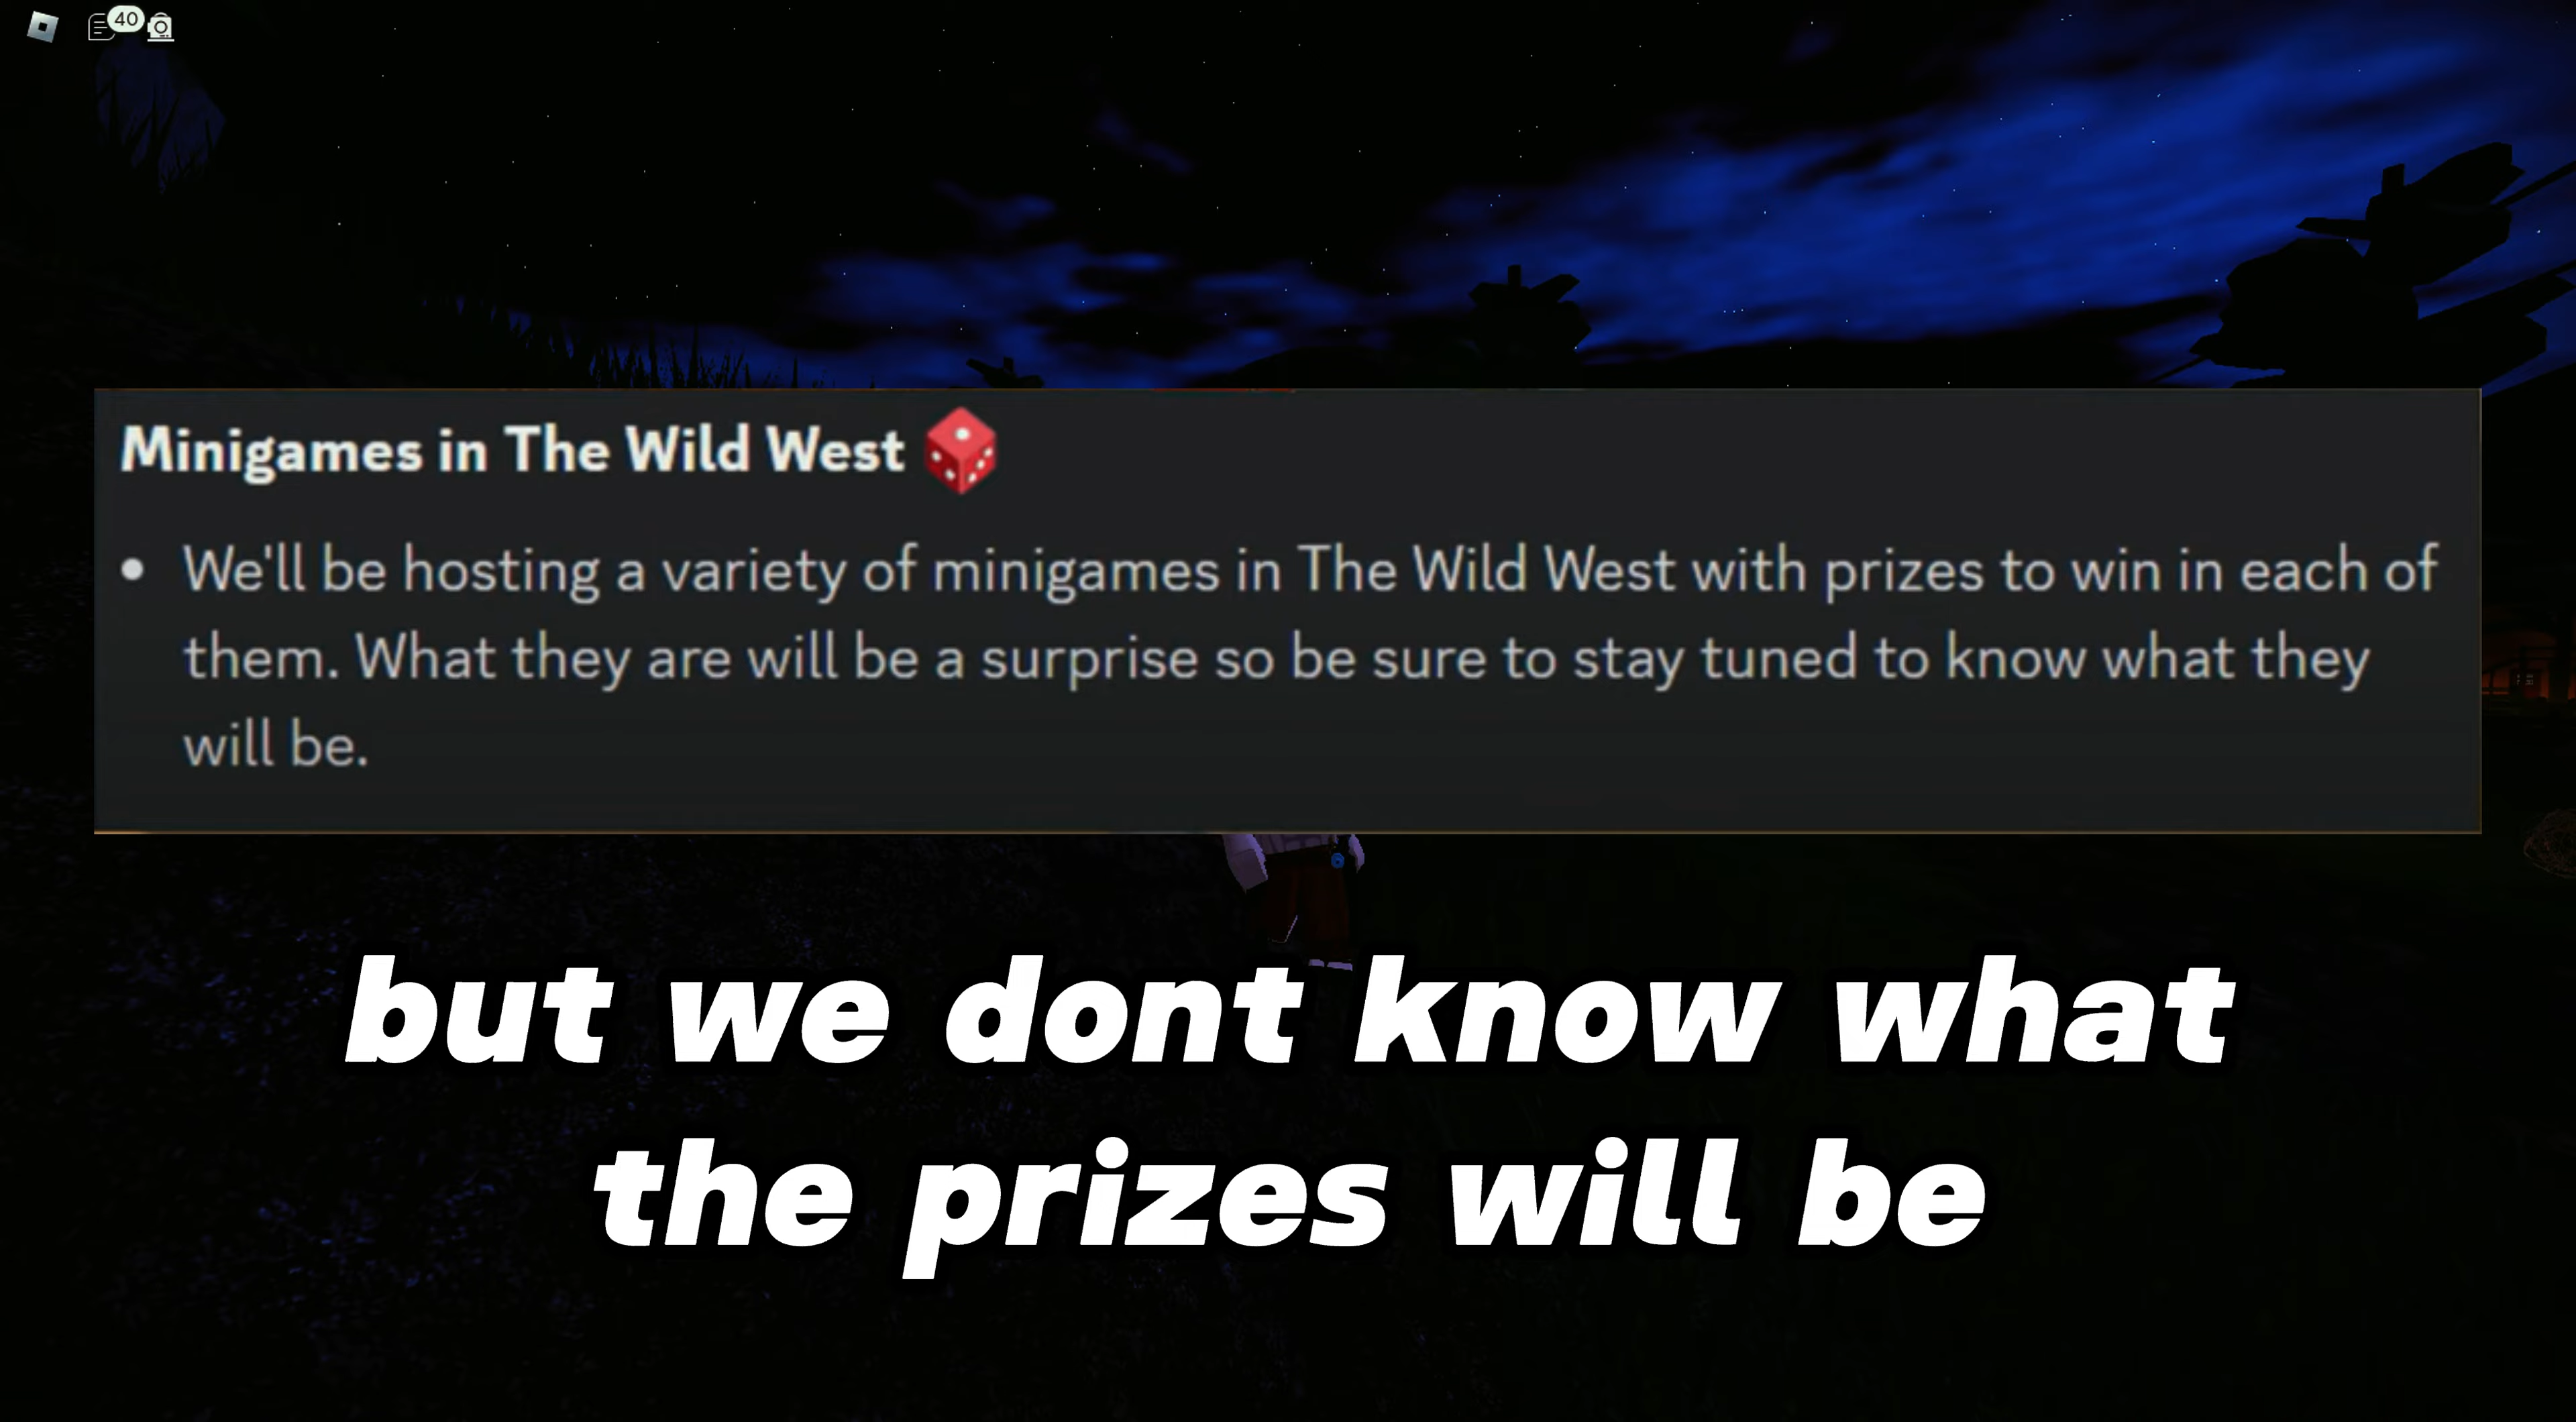 40
Minigames in The Wild West
We'll be hosting a variety of minigames in The Wild West with prizes to win in each of
them. What they are will be a surprise so be sure to stay tuned to know what they
will be.
but we dont know what
the prizes will be